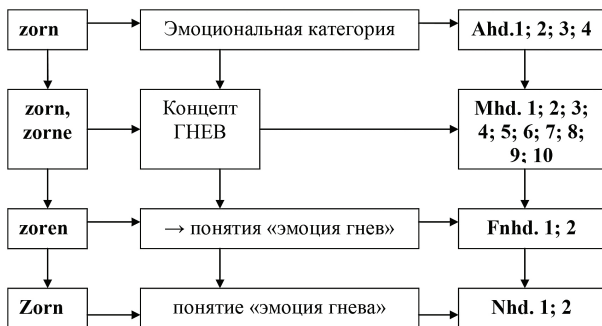 zorn
Эмоциональная категория
Ahd.1; 2; 3; 4
zorn,
zorne
Концепт
ГНЕВ
Mhd. 1; 2; 3;
4; 5; 6; 7; 8;
9; 10
zoren
→ понятия «эмоция гнев»
Fnhd. 1; 2
Zorn
понятие «эмоция гнева»
Nhd. 1; 2